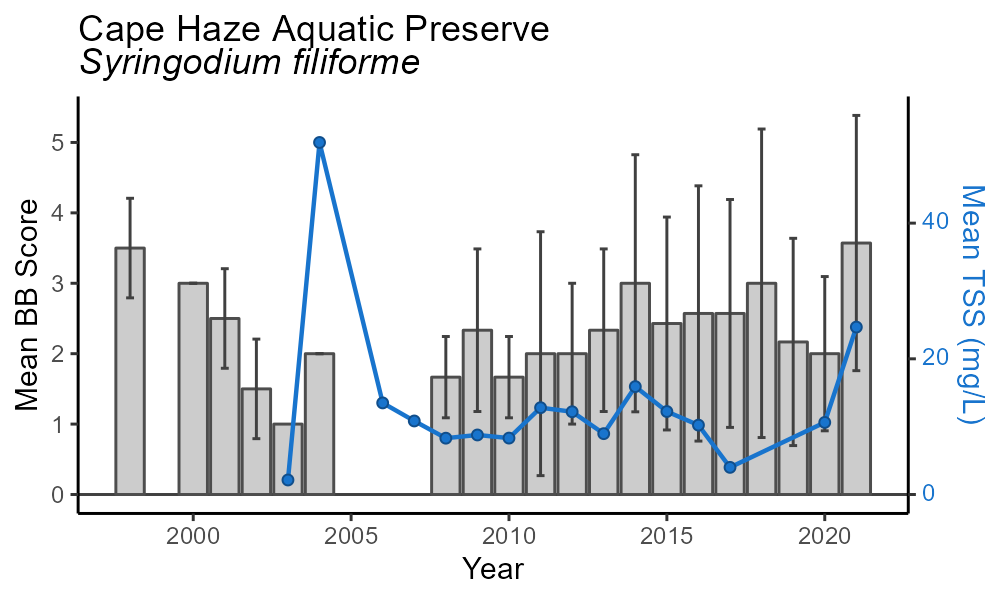 Cape Haze Aquatic Preserve
Syringodium filiforme
Mean BB Score
5
4
3
2
1
0
40
20
0
Mean TSS (mg/L)
2000
2005
2010
2015
2020
Year